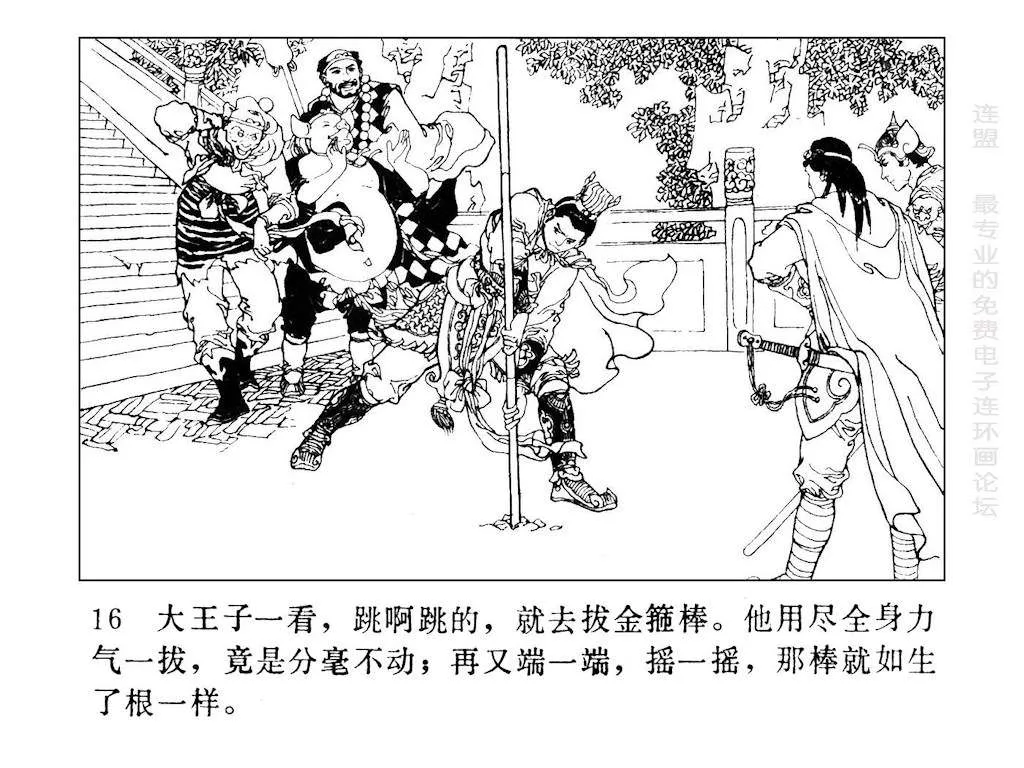 16 大王子一看，跳啊跳的，就去拔金箍棒。他用尽全身力
气一拔，竟是分毫不动；再又端一端，摇一摇，那棒就如生
了根一样。
连盟 最专业的免费电子连环画论坛